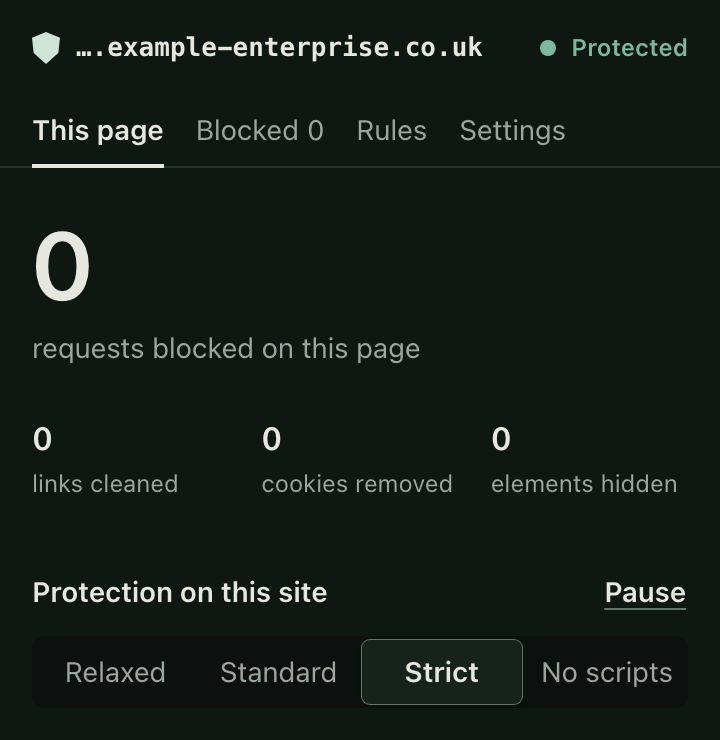 ….example-enterprise.co.uk Protected
This page Blocked 0 Rules Settings
0
requests blocked on this page
0 0 0
links cleaned cookies removed elements hidden
Protection on this site Pause
Relaxed Standard Strict No scripts